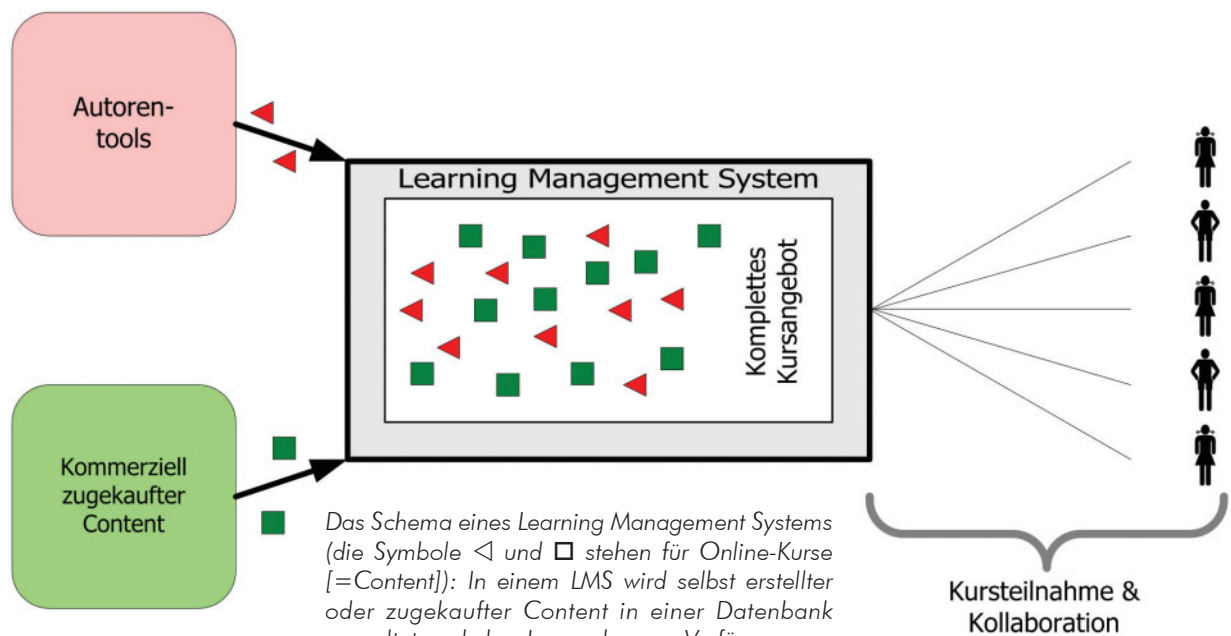 Autoren-
tools
Learning Management System
Komplettes
Kursangebot
Kommerziell
zugekaufter
Content
Das Schema eines Learning Management Systems
(die Symbole ◁ und □ stehen für Online-Kurse
[=Content]): In einem LMS wird selbst erstellter
oder zugekaufter Content in einer Datenbank
Kursteilnahme &
Kollaboration